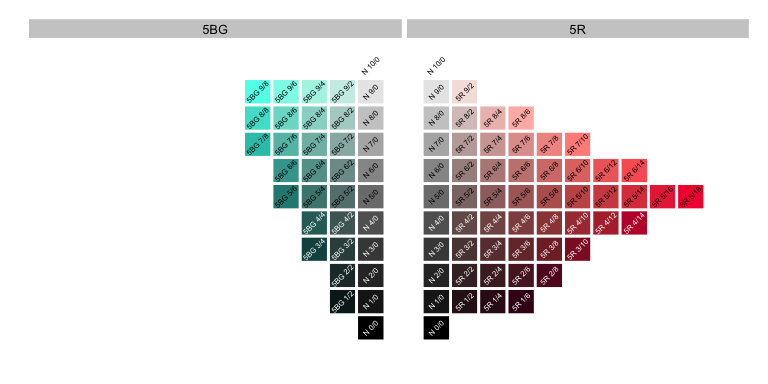 5BG 5R
N 10/0 N 10/0
5BG 9/8 5BG 9/6 5BG 9/4 5BG 9/2 N 9/0 N 9/0 5R 9/2
5BG 8/8 5BG 8/6 5BG 8/4 5BG 8/2 N 8/0 N 8/0 5R 8/2 5R 8/4 5R 8/6
5BG 7/8 5BG 7/6 5BG 7/4 5BG 7/2 N 7/0 N 7/0 5R 7/2 5R 7/4 5R 7/6 5R 7/8 5R 7/10
5BG 6/6 5BG 6/4 5BG 6/2 N 6/0 N 6/0 5R 6/2 5R 6/4 5R 6/6 5R 6/8 5R 6/10 5R 6/12 5R 6/14
5BG 5/6 5BG 5/4 5BG 5/2 N 5/0 N 5/0 5R 5/2 5R 5/4 5R 5/6 5R 5/8 5R 5/10 5R 5/12 5R 5/14 5R 5/16 5R 5/18
5BG 4/4 5BG 4/2 N 4/0 N 4/0 5R 4/2 5R 4/4 5R 4/6 5R 4/8 5R 4/10 5R 4/12 5R 4/14
5BG 3/4 5BG 3/2 N 3/0 N 3/0 5R 3/2 5R 3/4 5R 3/6 5R 3/8 5R 3/10
5BG 2/2 N 2/0 N 2/0 5R 2/2 5R 2/4 5R 2/6 5R 2/8
5BG 1/2 N 1/0 N 1/0 5R 1/2 5R 1/4 5R 1/6
N 0/0 N 0/0